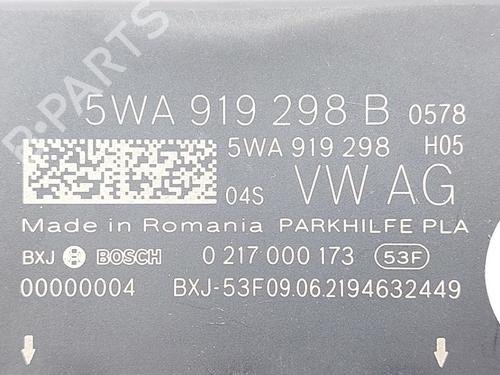 5WA 919 298 B 0578
5WA 919 298 H05
04S VW AG
Made in Romania PARKHILFE PLA
BXJ BOSCH 0 217 000 173 53F
00000004 BXJ-53F09.06.2194632449
B-PARTS